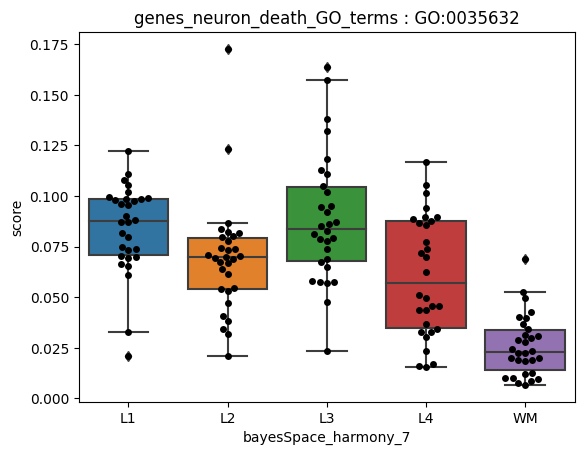 genes_neuron_death_GO_terms : GO:0035632
0.175
0.150
0.125
0.100
0.075
0.050
0.025
0.000
score
L1 L2 L3 L4 WM
bayesSpace_harmony_7